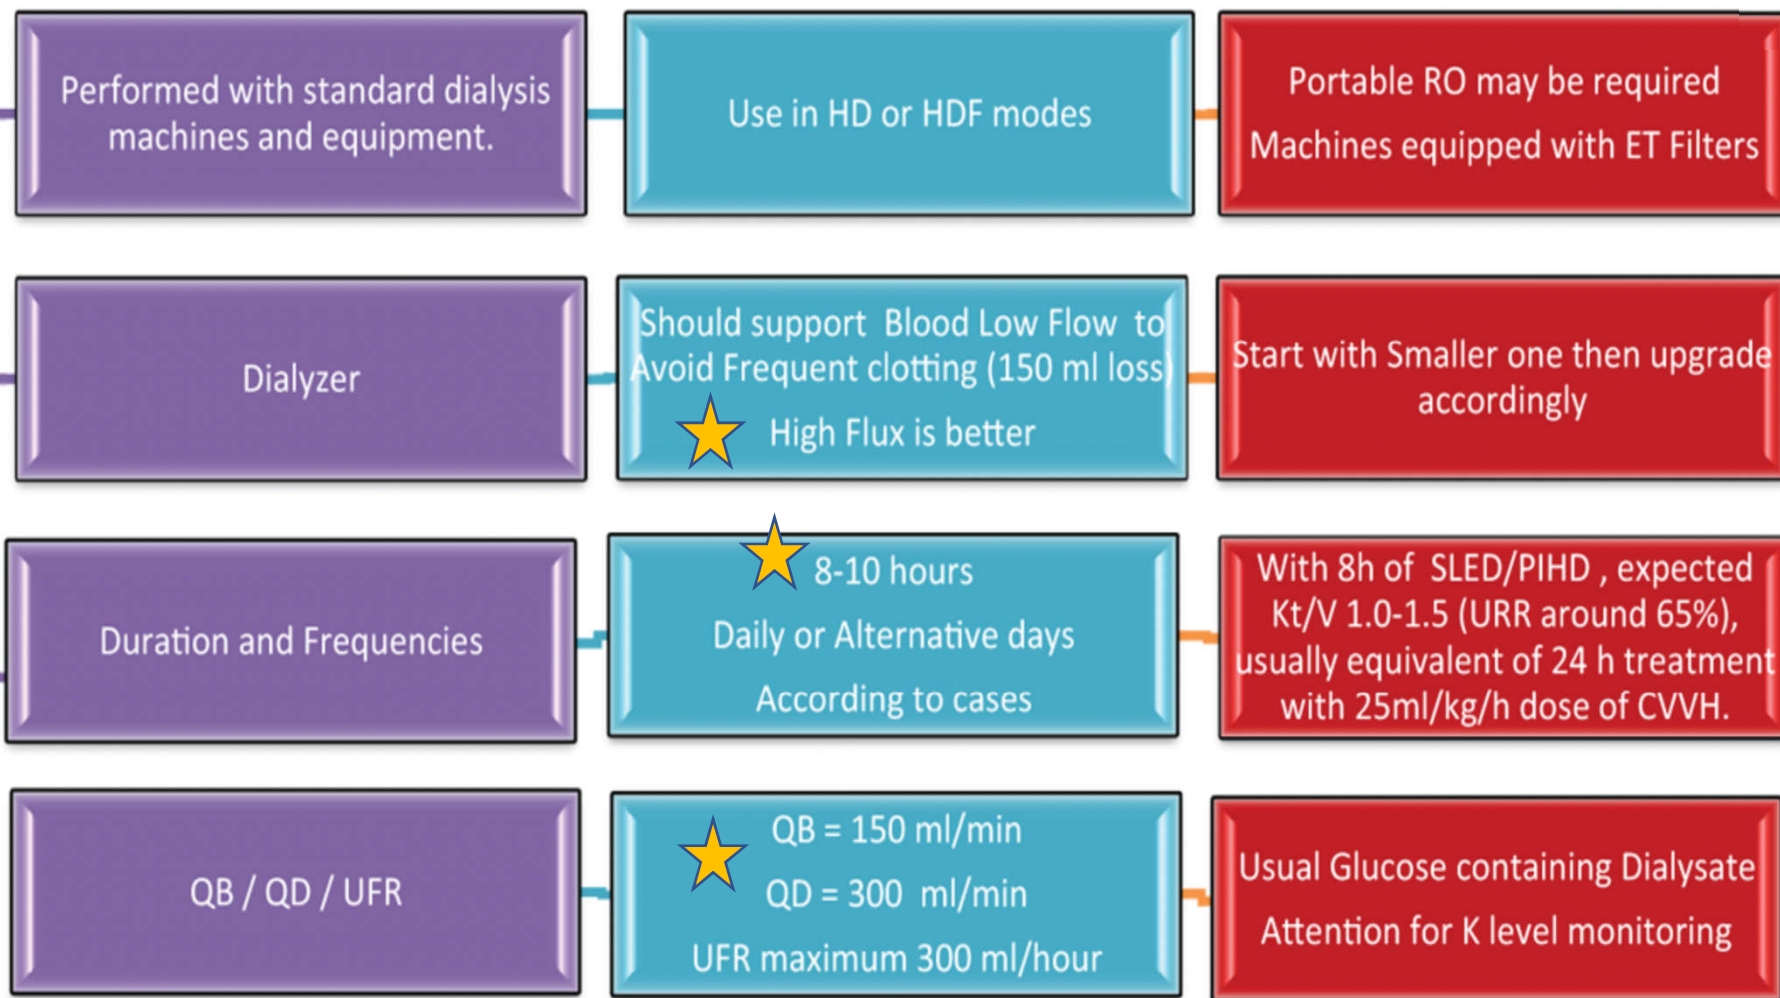 Performed with standard dialysis
machines and equipment.
Use in HD or HDF modes
Portable RO may be required
Machines equipped with ET Filters
Dialyzer
Should support Blood Low Flow to
Avoid Frequent clotting (150 ml loss)
High Flux is better
Start with Smaller one then upgrade
accordingly
Duration and Frequencies
8-10 hours
Daily or Alternative days
According to cases
With 8h of SLED/PIHD , expected
Kt/V 1.0-1.5 (URR around 65%),
usually equivalent of 24 h treatment
with 25ml/kg/h dose of CVVH.
QB / QD / UFR
QB = 150 ml/min
QD = 300 ml/min
UFR maximum 300 ml/hour
Usual Glucose containing Dialysate
Attention for K level monitoring